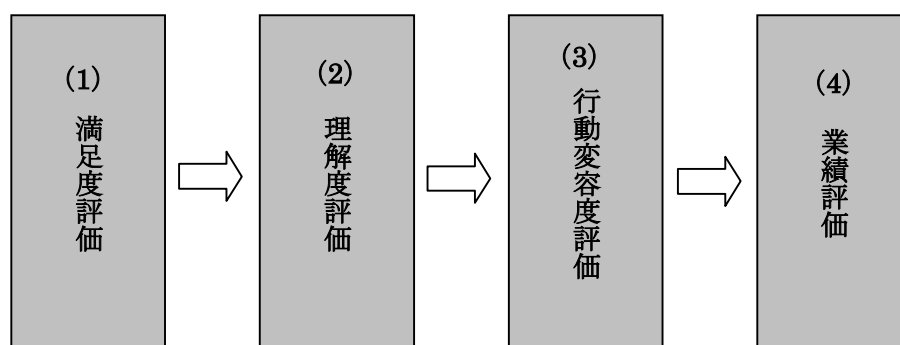 (1)
満足度評価
(2)
理解度評価
(3)
行動変容度評価
(4)
業績評価